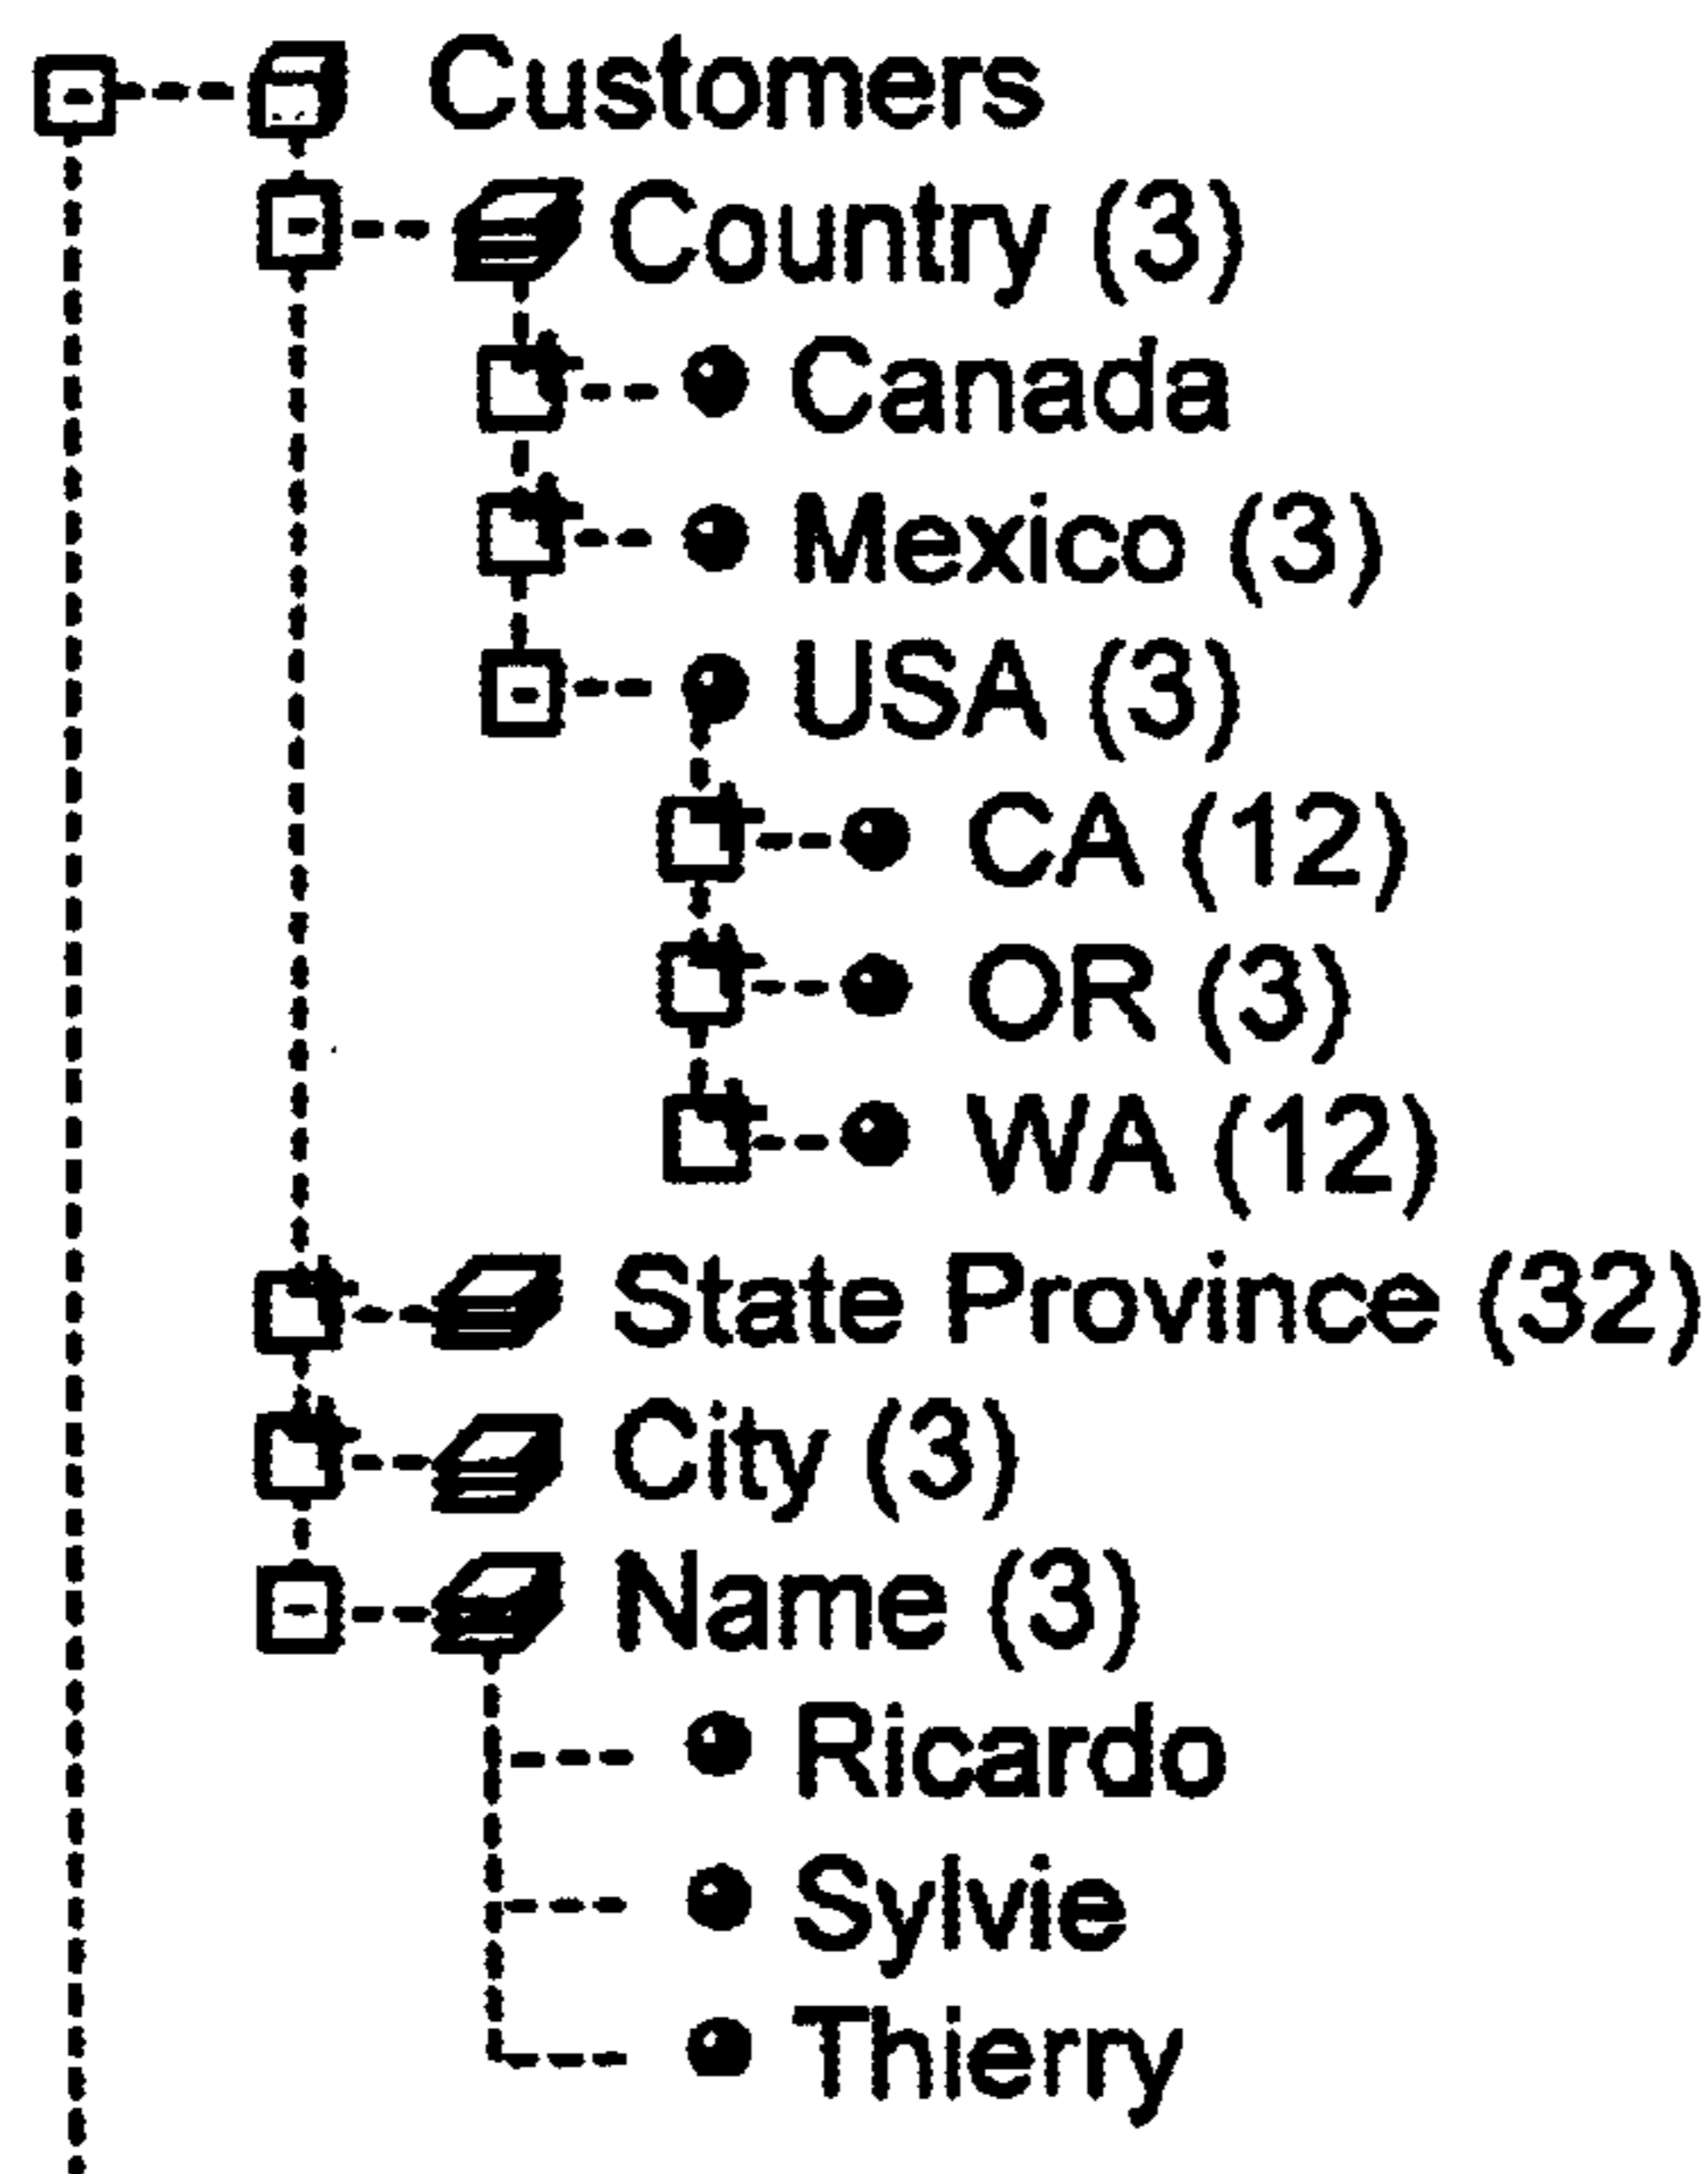 Customers
Country (3)
Canada
Mexico (3)
USA (3)
CA (12)
OR (3)
WA (12)
State Province (32)
City (3)
Name (3)
Ricardo
Sylvie
Thierry